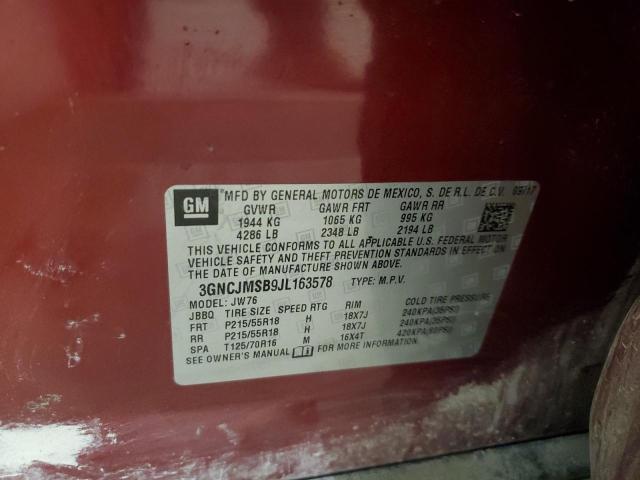 GM
MFD BY GENERAL MOTORS DE MEXICO, S. DE R.L. DE C.V. 09/17
GVWR GAWR FRT GAWR RR
1944 KG 1065 KG 995 KG
4286 LB 2348 LB 2194 LB
THIS VEHICLE CONFORMS TO ALL APPLICABLE U.S. FEDERAL MOTOR
VEHICLE SAFETY AND THEFT PREVENTION STANDARDS IN EFFECT ON
THE DATE OF MANUFACTURE SHOWN ABOVE.
3GNCJMSB9JL163578 TYPE: M.P.V.
MODEL: JW76
JBBQ TIRE SIZE SPEED RTG RIM COLD TIRE PRESSURE
FRT P215/55R18 H 18X7J 240KPA(35PSI)
RR P215/55R18 H 18X7J 240KPA(35PSI)
SPA T125/70R16 M 16X4T 420KPA(60PSI)
SEE OWNER'S MANUAL